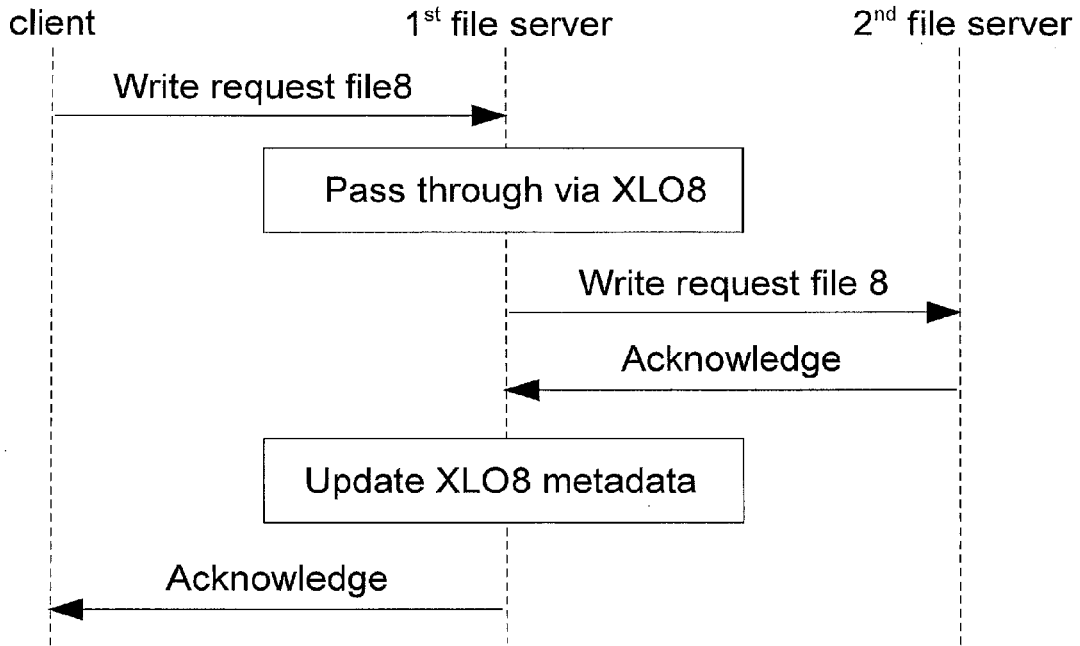 client 1st file server 2nd file server
Write request file8
Pass through via XLO8
Write request file 8
Acknowledge
Update XLO8 metadata
Acknowledge